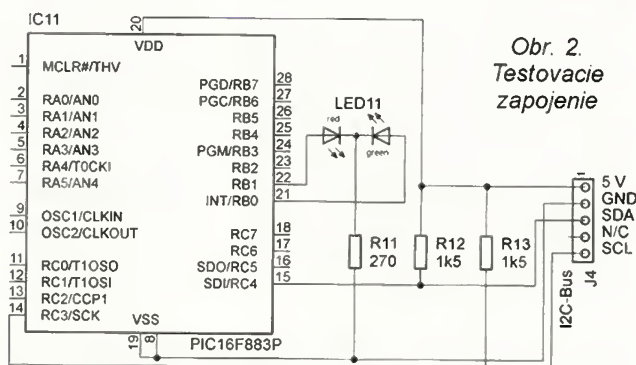 IC11
20
VDD
Obr. 2.
Testovacie
zapojenie
1 MCLR#/THV
2 RA0/AN0
3 RA1/AN1
4 RA2/AN2
5 RA3/AN3
6 RA4/T0CKI
7 RA5/AN4
9 OSC1/CLKIN
10 OSC2/CLKOUT
11 RC0/T1OSO
12 RC1/T1OSI
13 RC2/CCP1
14 RC3/SCK
PGD/RB7 28
PGC/RB6 27
RB5 26
RB4 25
PGM/RB3 24
RB2 23
RB1 22
INT/RB0 21
RC7 18
RC6 17
SDO/RC5 16
SDI/RC4 15
VSS
19
8
PIC16F883P
LED11
red
green
R11
270
R12
1k5
R13
1k5
1
5 V
GND
SDA
N/C
SCL
I2C-Bus
J4